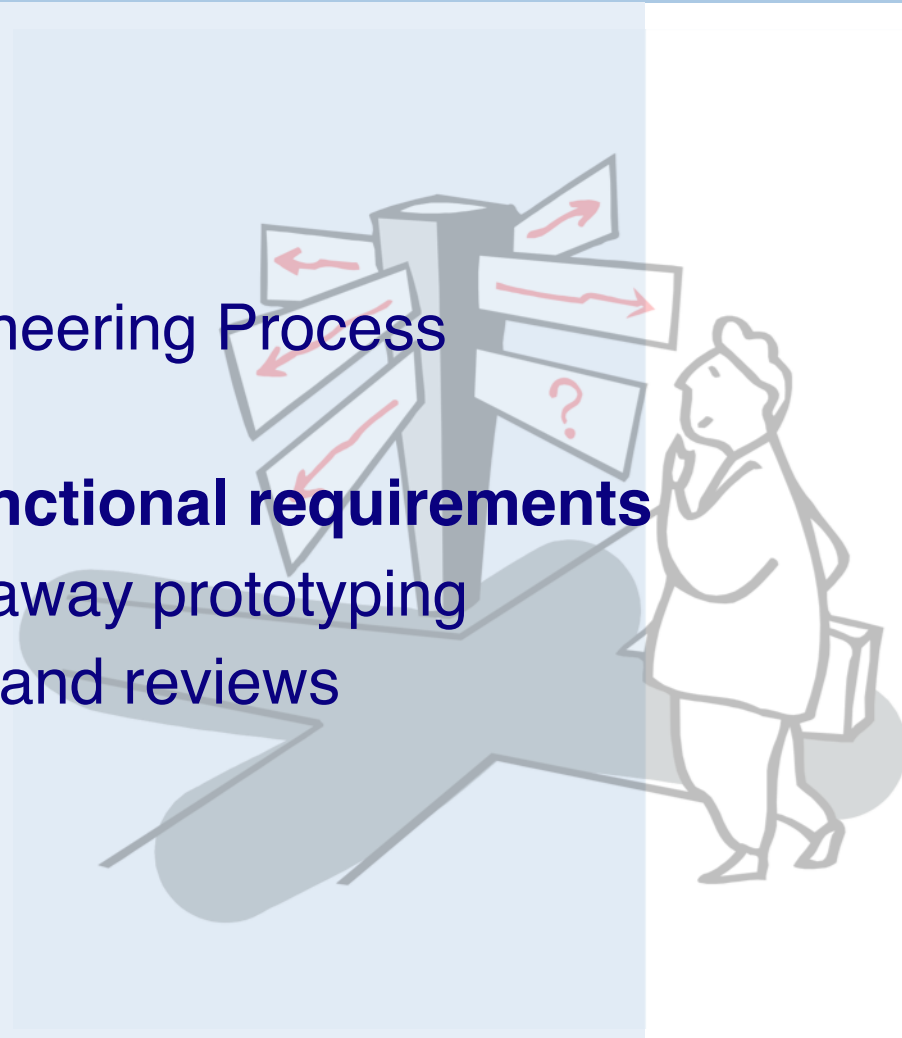 neering Process
nctional requirements
away prototyping
and reviews
?